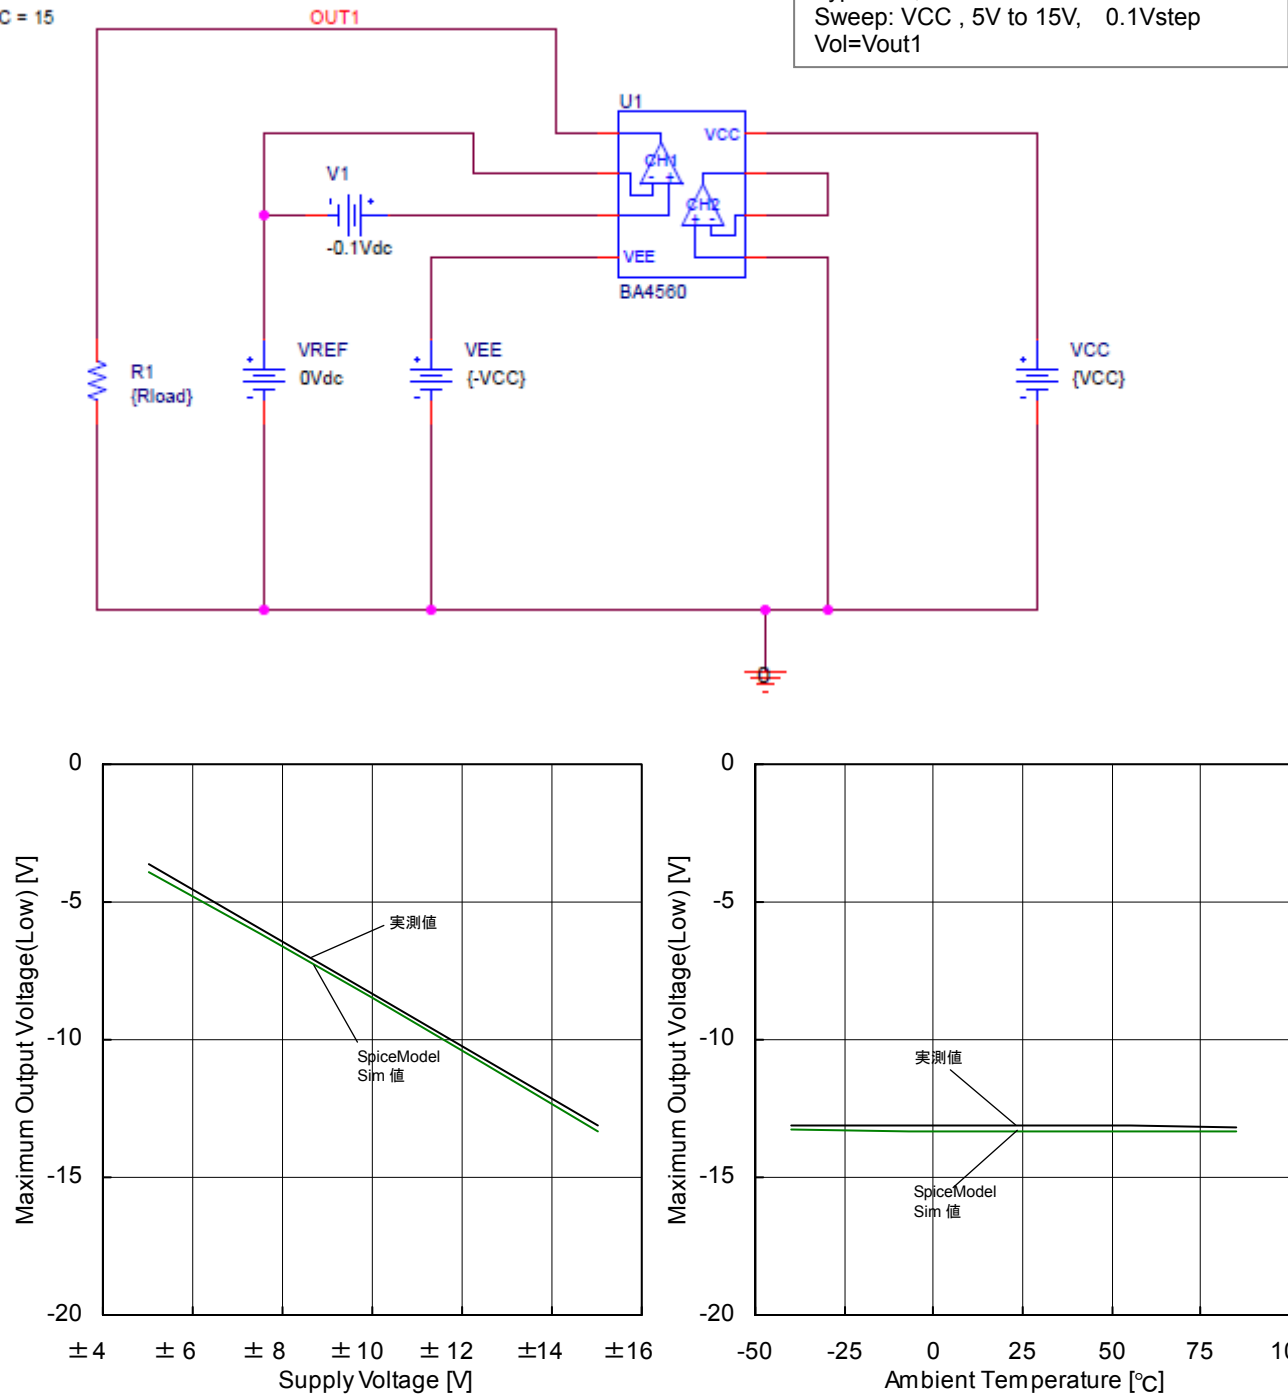 C = 15
OUT1
Sweep: VCC , 5V to 15V, 0.1Vstep
Vol=Vout1
U1
VCC
CH1
CH2
VEE
BA4560
V1
-0.1Vdc
R1
{Rload}
VREF
0Vdc
VEE
{-VCC}
VCC
{VCC}
0
Maximum Output Voltage(Low) [V]
0
-5
-10
-15
-20
実測値
SpiceModel
Sim 値
±4 ±6 ±8 ±10 ±12 ±14 ±16
Supply Voltage [V]
Maximum Output Voltage(Low) [V]
0
-5
-10
-15
-20
実測値
SpiceModel
Sim 値
-50 -25 0 25 50 75
Ambient Temperature [℃]